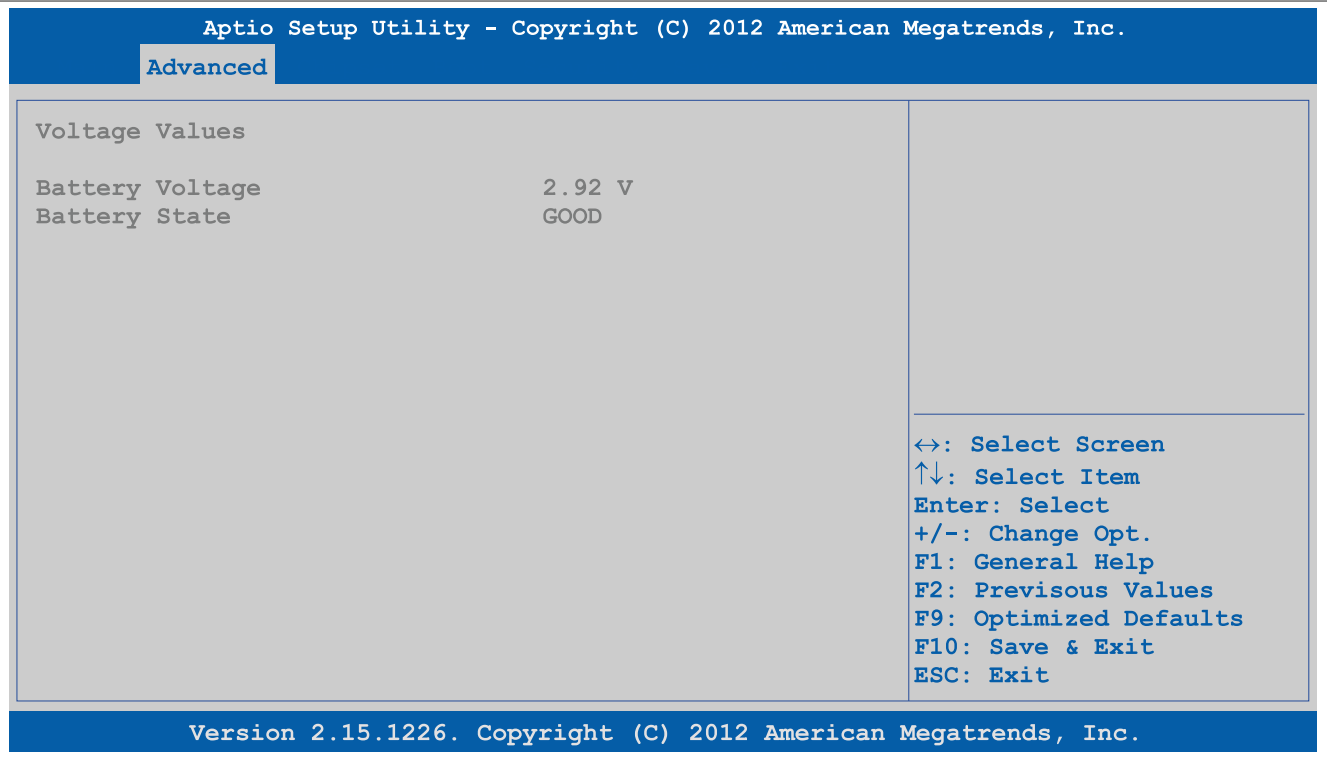 Aptio Setup Utility - Copyright (C) 2012 American Megatrends, Inc.
Advanced
Voltage Values
Battery Voltage 2.92 V
Battery State GOOD
↔: Select Screen
↑↓: Select Item
Enter: Select
+/-: Change Opt.
F1: General Help
F2: Previsous Values
F9: Optimized Defaults
F10: Save & Exit
ESC: Exit
Version 2.15.1226. Copyright (C) 2012 American Megatrends, Inc.